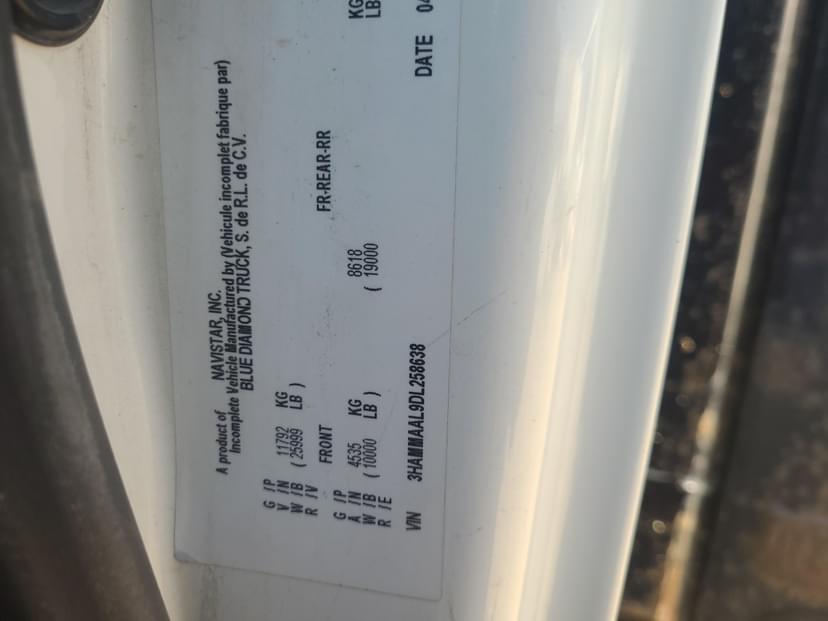 A product of NAVISTAR, INC.
Incomplete Vehicle Manufactured by (Vehicule incomplet fabrique par)
BLUE DIAMOND TRUCK, S. de R.L. de C.V.
G /P
V /N 11792 KG
W /B ( 25999 LB )
R /V
FRONT FR-REAR-RR
G /P
A /N 4535 KG 8618 KG
W /B ( 10000 LB ) ( 19000 LB
R /E
VIN 3HAMMAAL9DL258638 DATE 04